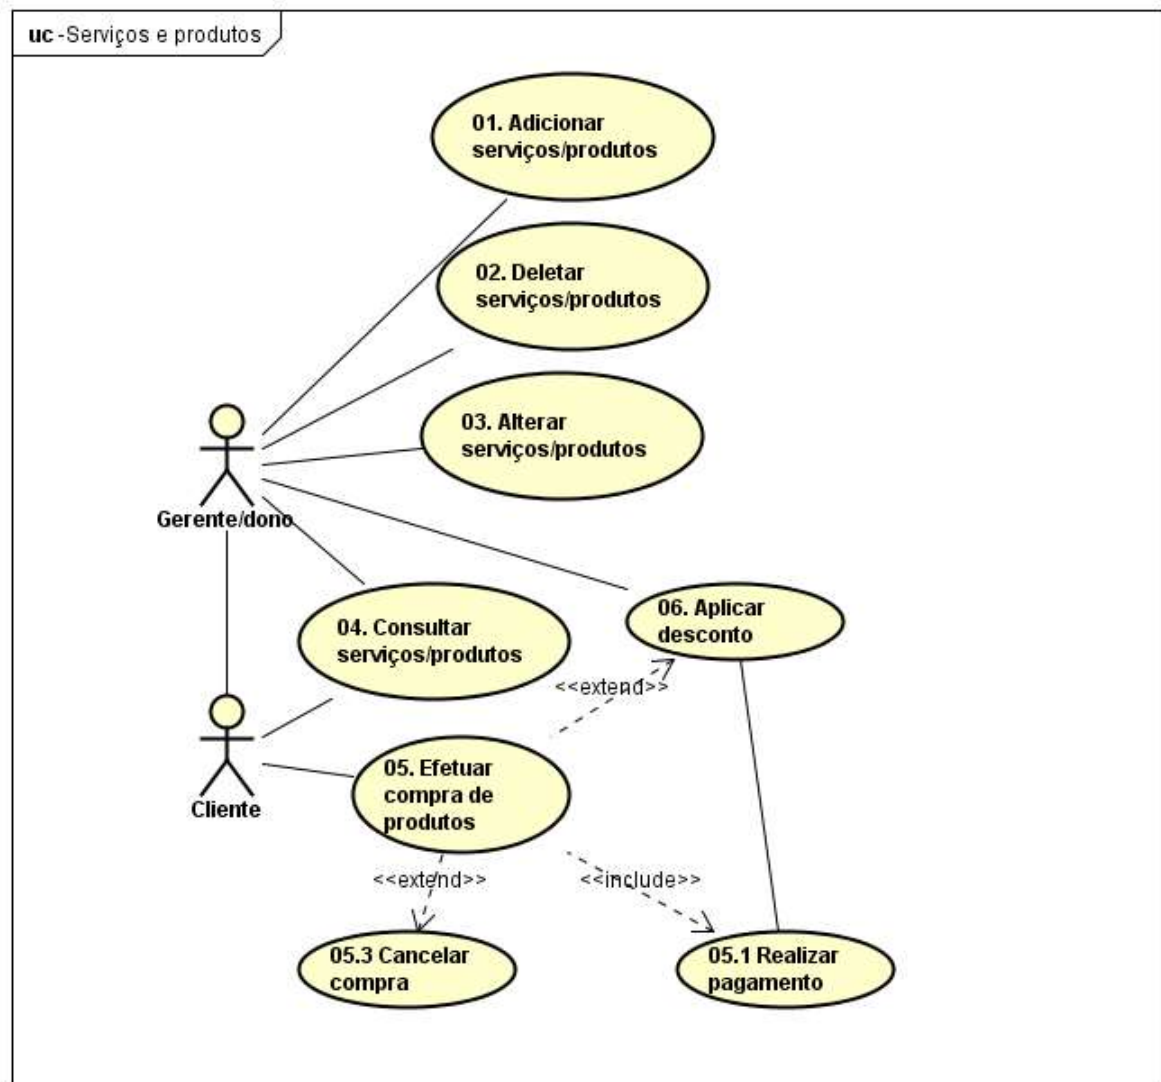 uc -Serviços e produtos
01. Adicionar
serviços/produtos
02. Deletar
serviços/produtos
03. Alterar
serviços/produtos
Gerente/dono
04. Consultar
serviços/produtos
06. Aplicar
desconto
<<extend>>
Cliente
05. Efetuar
compra de
produtos
<<extend>>
<<include>>
05.3 Cancelar
compra
05.1 Realizar
pagamento